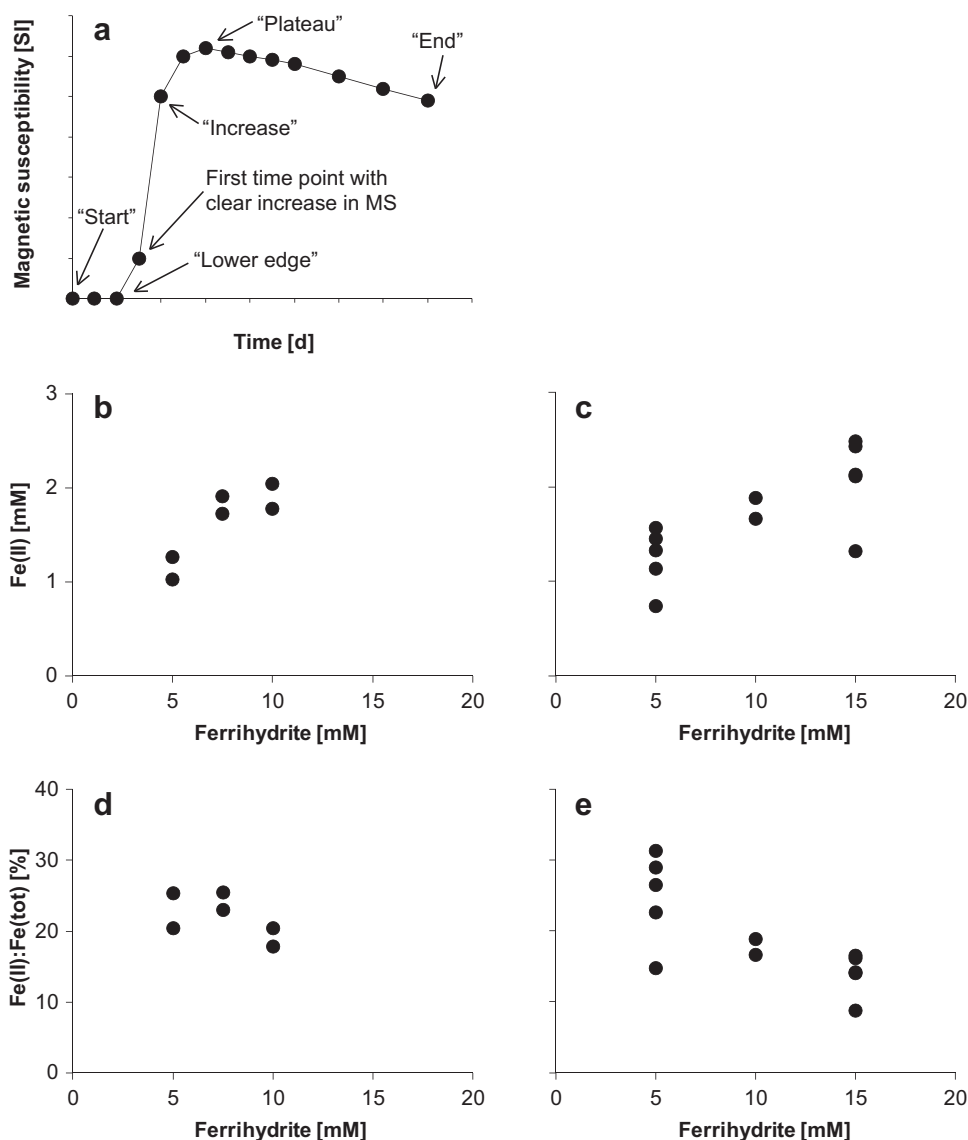 a
Magnetic susceptibility [SI]
“Plateau”
“End”
“Increase”
First time point with
clear increase in MS
“Start”
“Lower edge”
Time [d]
b
Fe(II) [mM]
3
2
1
0
0 5 10 15 20
Ferrihydrite [mM]
c
0 5 10 15 20
Ferrihydrite [mM]
d
Fe(II):Fe(tot) [%]
40
30
20
10
0
0 5 10 15 20
Ferrihydrite [mM]
e
0 5 10 15 20
Ferrihydrite [mM]